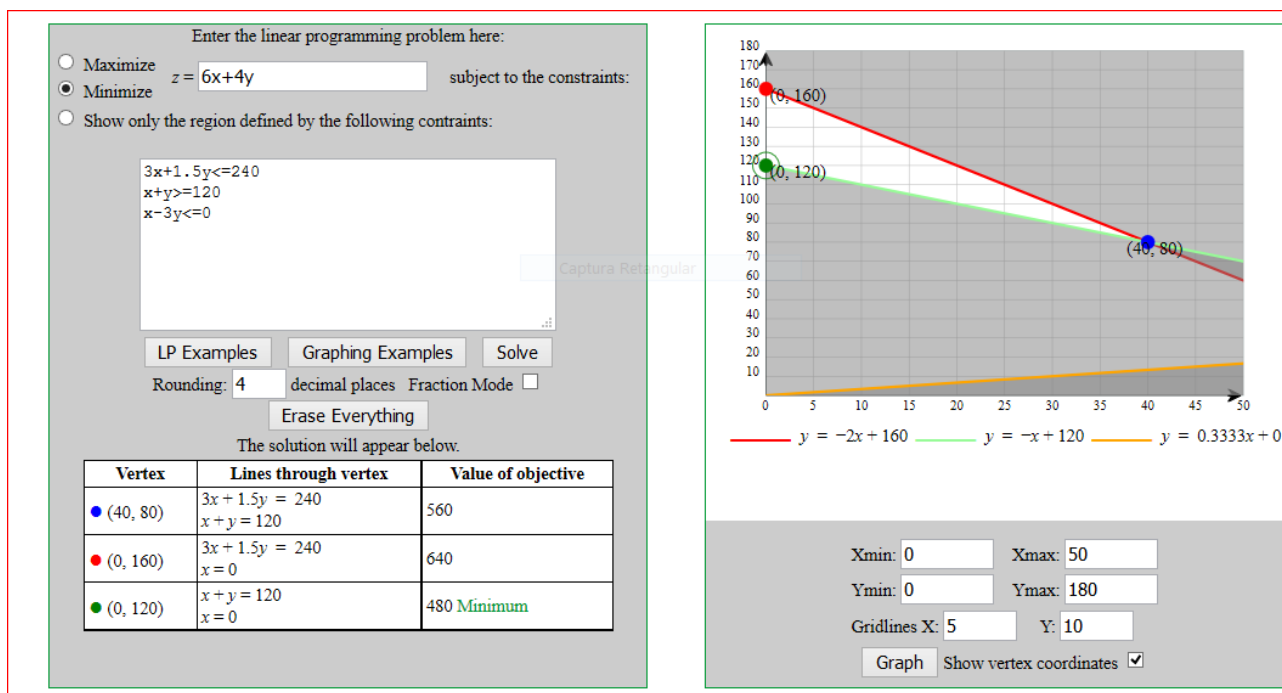 Enter the linear programming problem here:
Maximize
Minimize
z = 6x+4y subject to the constraints:
Show only the region defined by the following contraints:
3x+1.5y<=240
x+y>=120
x-3y<=0
Captura Retangular
LP Examples Graphing Examples Solve
Rounding: 4 decimal places Fraction Mode
Erase Everything
The solution will appear below.
Vertex Lines through vertex Value of objective
(40, 80) 3x + 1.5y = 240 560
x + y = 120
(0, 160) 3x + 1.5y = 240 640
x = 0
(0, 120) x + y = 120 480 Minimum
x = 0
180
170
160
150
140
130
120
110
100
90
80
70
60
50
40
30
20
10
(0, 160)
(0, 120)
(40, 80)
0 5 10 15 20 25 30 35 40 45 50
y = −2x + 160 y = −x + 120 y = 0.3333x + 0
Xmin: 0 Xmax: 50
Ymin: 0 Ymax: 180
Gridlines X: 5 Y: 10
Graph Show vertex coordinates